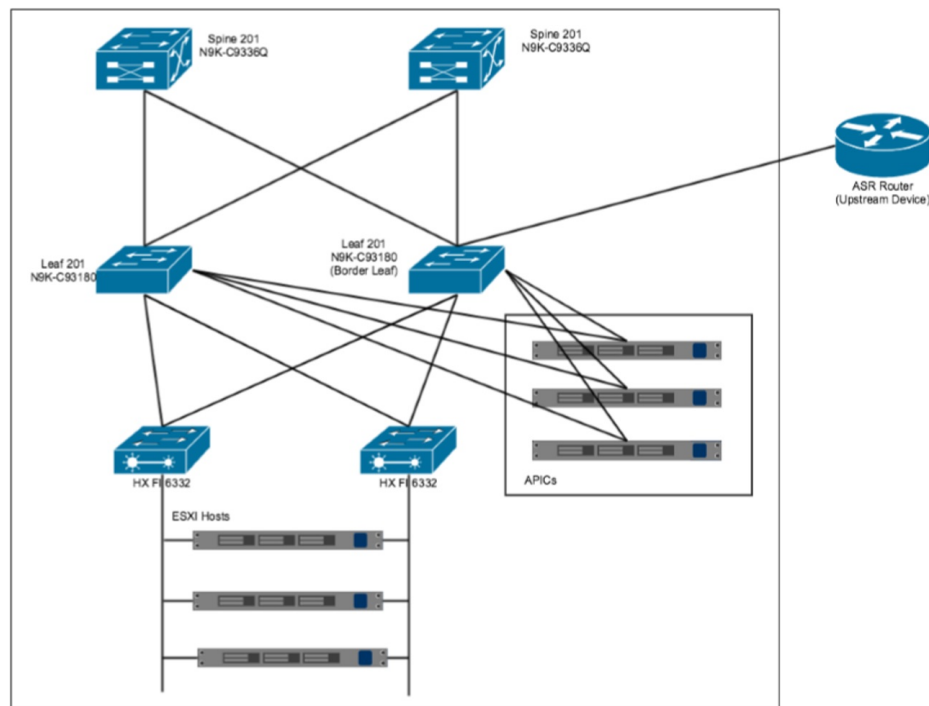 Spine 201
N9K-C9336Q
Spine 201
N9K-C9336Q
ASR Router
(Upstream Device)
Leaf 201
N9K-C93180
Leaf 201
N9K-C93180
(Border Leaf)
HX FI 6332
HX FI 6332
APICs
ESXI Hosts